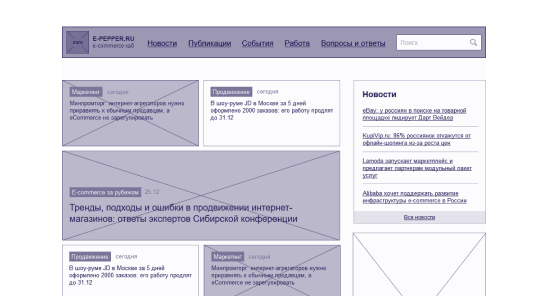 E-PEPPER.RU
e-commerce хаб
Новости
Публикации
События
Работа
Вопросы и ответы
Поиск
Маркетинг сегодня
Минпромторг: интернет-агрегаторов нужно
приравнять к обычным продавцам, а
eCommerce не зарегулировать
Продвижение сегодня
В шоу-руме JD в Москве за 5 дней
оформлено 2000 заказов: его работу продлят
до 31.12
E-commerce за рубежом 25.12
Тренды, подходы и ошибки в продвижении интернет-
магазинов: ответы экспертов Сибирской конференции
Продвижение сегодня
В шоу-руме JD в Москве за 5 дней
оформлено 2000 заказов: его работу продлят
до 31.12
Маркетинг сегодня
Минпромторг: интернет-агрегаторов нужно
приравнять к обычным продавцам, а
eCommerce не зарегулировать
Новости
eBay: у россиян в поиске на товарной
площадке лидирует Дарт Вейдер
KupiVip.ru: 86% россиянок откажутся от
офлайн-шопинга из-за роста цен
Lamoda запускает маркетплейс и
предлагает партнерам модульный пакет
услуг
Alibaba хочет поддержать развитие
инфраструктуры e-commerce в России
Все новости